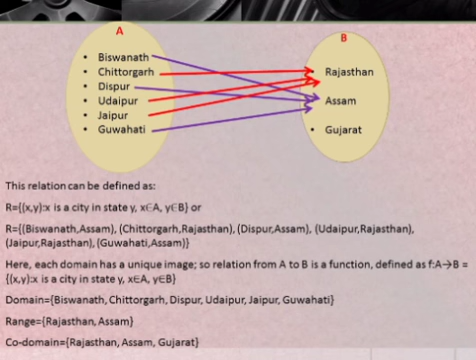 A
B
• Biswanath
• Chittorgarh
• Dispur
• Udaipur
• Jaipur
• Guwahati
• Rajasthan
• Assam
• Gujarat
This relation can be defined as:
R={(x,y):x is a city in state y, x∈A, y∈B} or
R={(Biswanath,Assam), (Chittorgarh,Rajasthan), (Dispur,Assam), (Udaipur,Rajasthan),
(Jaipur,Rajasthan), (Guwahati,Assam)}
Here, each domain has a unique image; so relation from A to B is a function, defined as f:A→B =
{(x,y):x is a city in state y, x∈A, y∈B}
Domain={Biswanath, Chittorgarh, Dispur, Udaipur, Jaipur, Guwahati}
Range={Rajasthan, Assam}
Co-domain={Rajasthan, Assam, Gujarat}